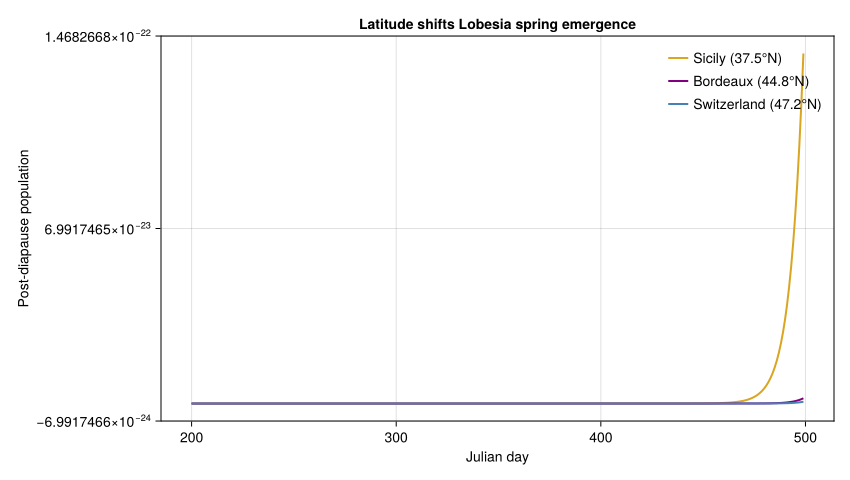 Latitude shifts Lobesia spring emergence
1.4682668×10⁻²²
6.9917465×10⁻²³
−6.9917466×10⁻²⁴
Post-diapause population
Sicily (37.5°N)
Bordeaux (44.8°N)
Switzerland (47.2°N)
200
300
400
500
Julian day